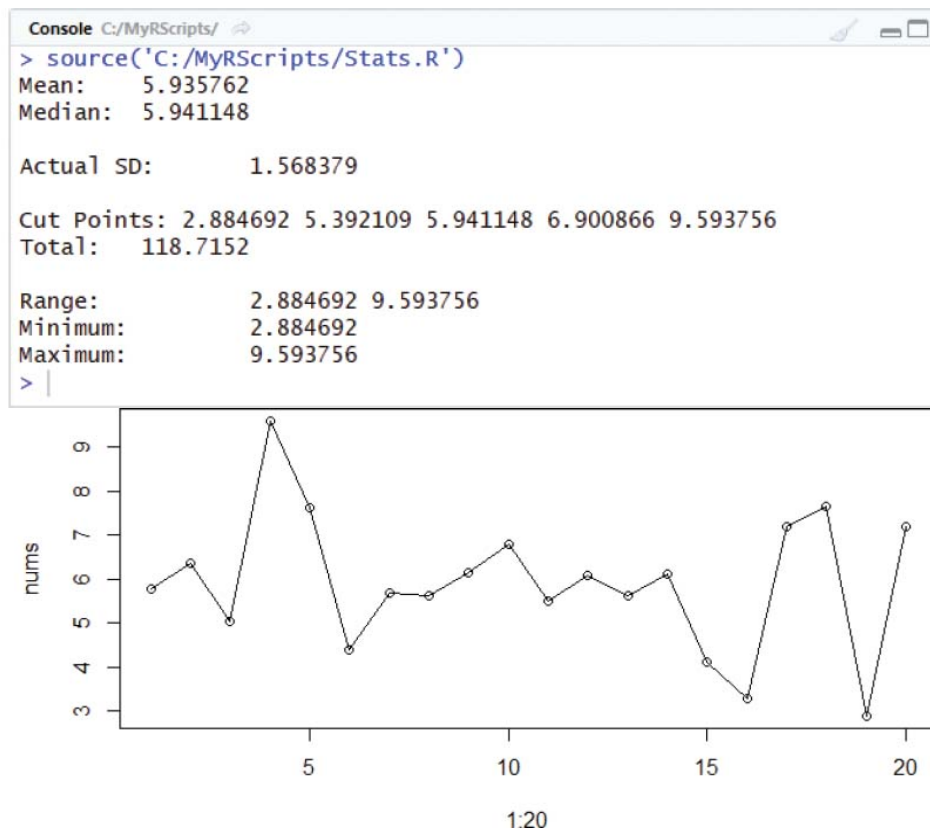 Console C:/MyRScripts/
> source('C:/MyRScripts/Stats.R')
Mean: 5.935762
Median: 5.941148
Actual SD: 1.568379
Cut Points: 2.884692 5.392109 5.941148 6.900866 9.593756
Total: 118.7152
Range: 2.884692 9.593756
Minimum: 2.884692
Maximum: 9.593756
>
9
8
7
6
5
4
3
nums
5 10 15 20
1:20